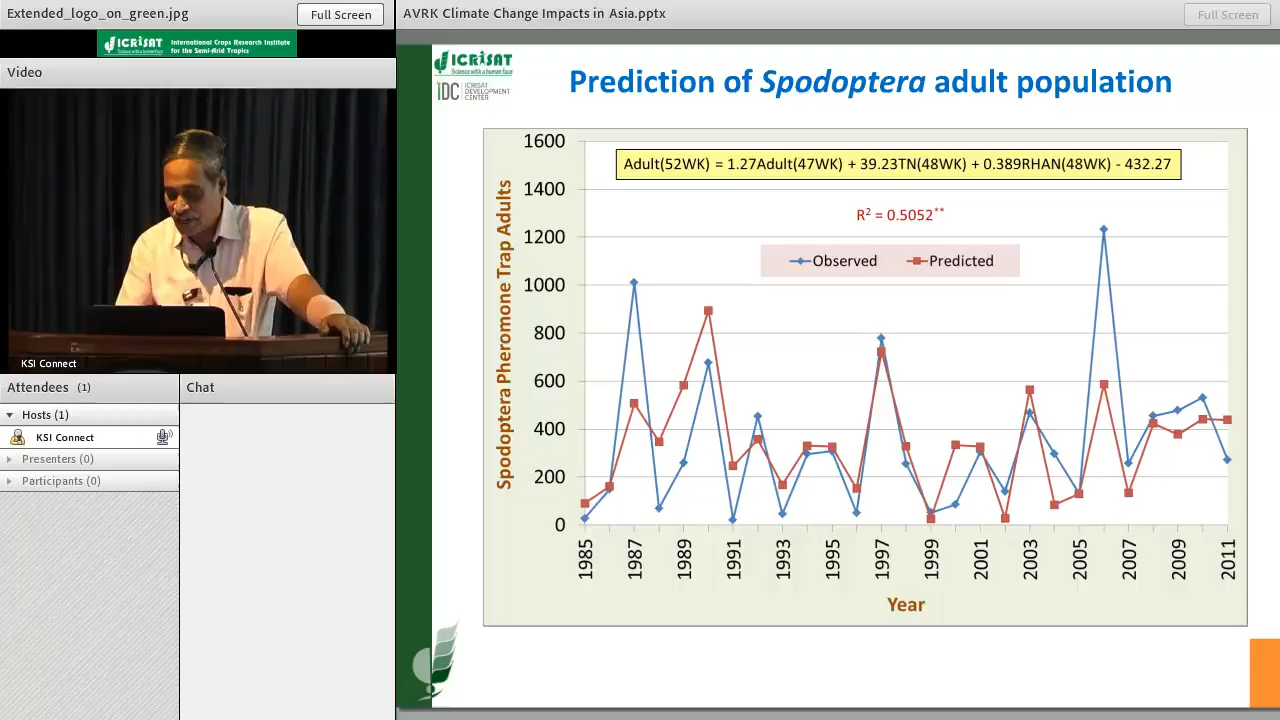 Extended_logo_on_green.jpg
Full Screen
AVRK Climate Change Impacts in Asia.pptx
Full Screen
ICRISAT
Science with a human face
International Crops Research Institute
for the Semi-Arid Tropics
Video
KSI Connect
Attendees (1)
Hosts (1)
KSI Connect
Presenters (0)
Participants (0)
Chat
ICRISAT
Science with a human face
IDC ICRISAT
DEVELOPMENT
CENTER
Prediction of Spodoptera adult population
Adult(52WK) = 1.27Adult(47WK) + 39.23TN(48WK) + 0.389RHAN(48WK) - 432.27
R² = 0.5052**
Observed Predicted
Spodoptera Pheromone Trap Adults
1600
1400
1200
1000
800
600
400
200
0
1985 1987 1989 1991 1993 1995 1997 1999 2001 2003 2005 2007 2009 2011
Year